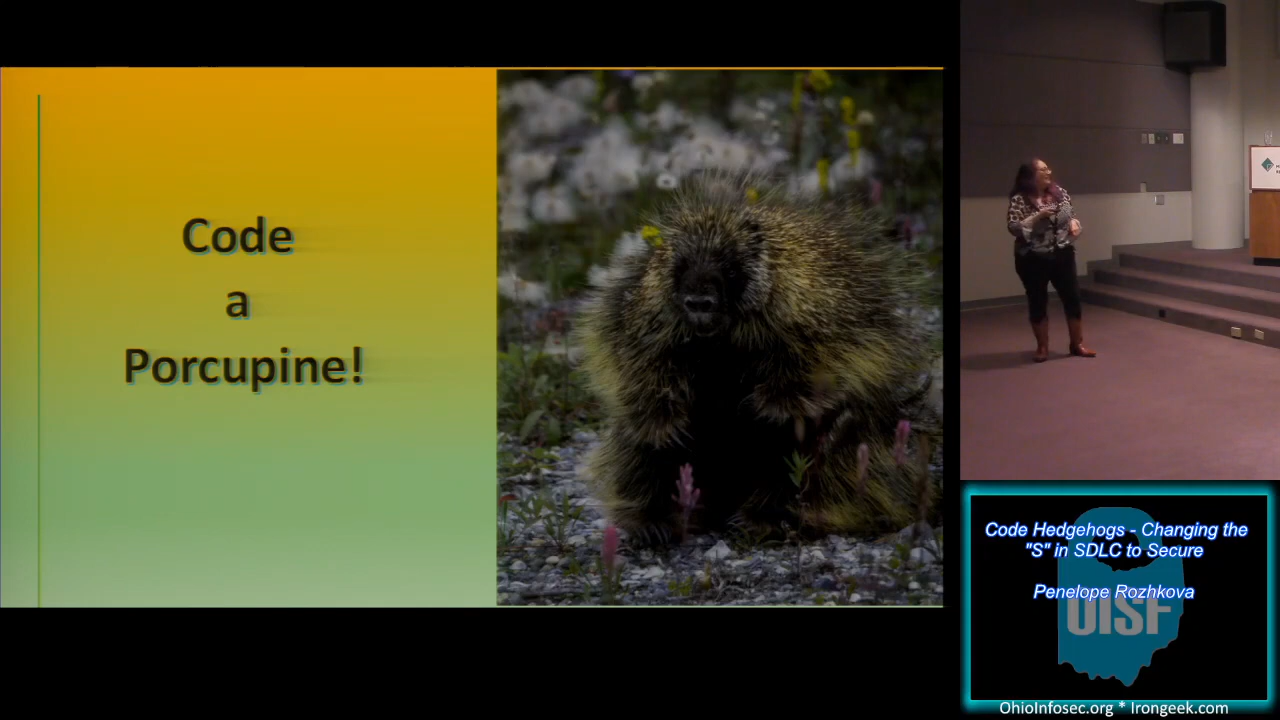 Code
a
Porcupine!
Code Hedgehogs - Changing the
"S" in SDLC to Secure
Penelope Rozhkova
OISF
OhioInfosec.org * Irongeek.com